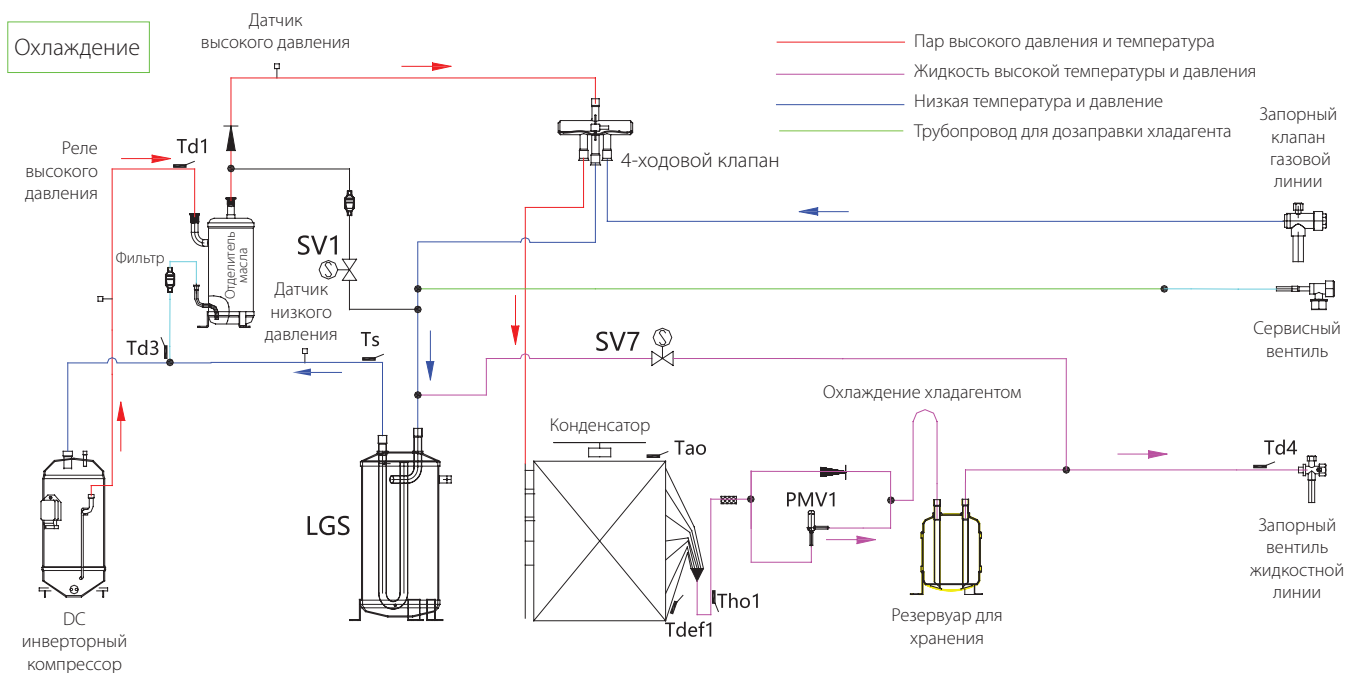 Охлаждение
Датчик
высокого давления
Пар высокого давления и температура
Жидкость высокой температуры и давления
Низкая температура и давление
Трубопровод для дозаправки хладагента
Запорный
клапан
газовой
линии
Реле
высокого
давления
Td1
4-ходовой клапан
SV1
Фильтр
Отделитель
масла
Датчик
низкого
давления
Td3
Ts
SV7
Сервисный
вентиль
Охлаждение хладагентом
Конденсатор
Tao
Td4
LGS
PMV1
Запорный
вентиль
жидкостной
линии
Tho1
Tdef1
Резервуар для
хранения
DC
инверторный
компрессор